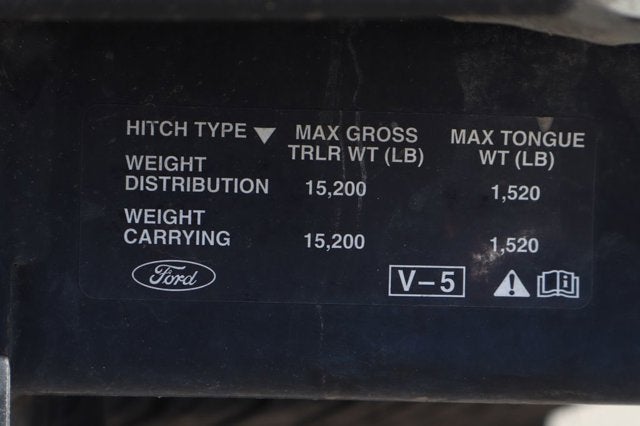 HITCH TYPE MAX GROSS TRLR WT (LB) MAX TONGUE WT (LB)
WEIGHT DISTRIBUTION 15,200 1,520
WEIGHT CARRYING 15,200 1,520
Ford V-5